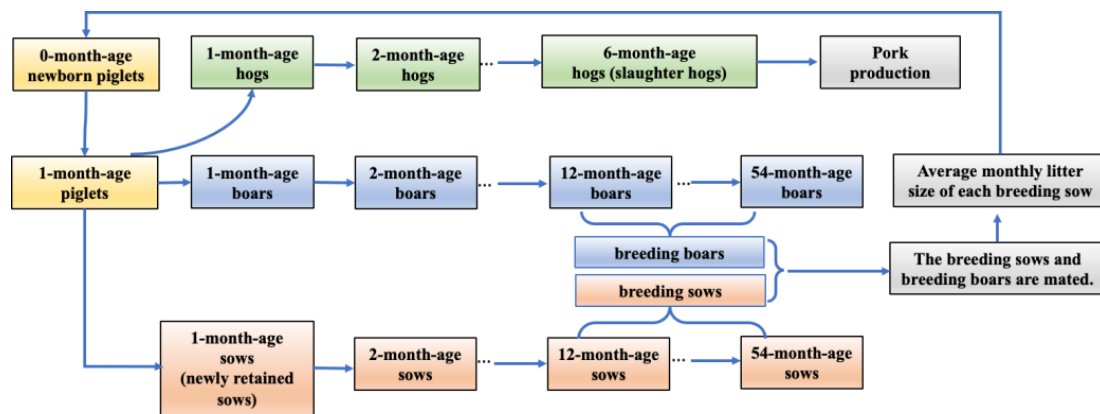 0-month-age
newborn piglets
1-month-age
hogs
2-month-age
hogs
...
6-month-age
hogs (slaughter hogs)
Pork
production
1-month-age
piglets
1-month-age
boars
2-month-age
boars
...
12-month-age
boars
...
54-month-age
boars
Average monthly litter
size of each breeding sow
breeding boars
breeding sows
The breeding sows and
breeding boars are mated.
1-month-age
sows
(newly retained
sows)
2-month-age
sows
...
12-month-age
sows
...
54-month-age
sows